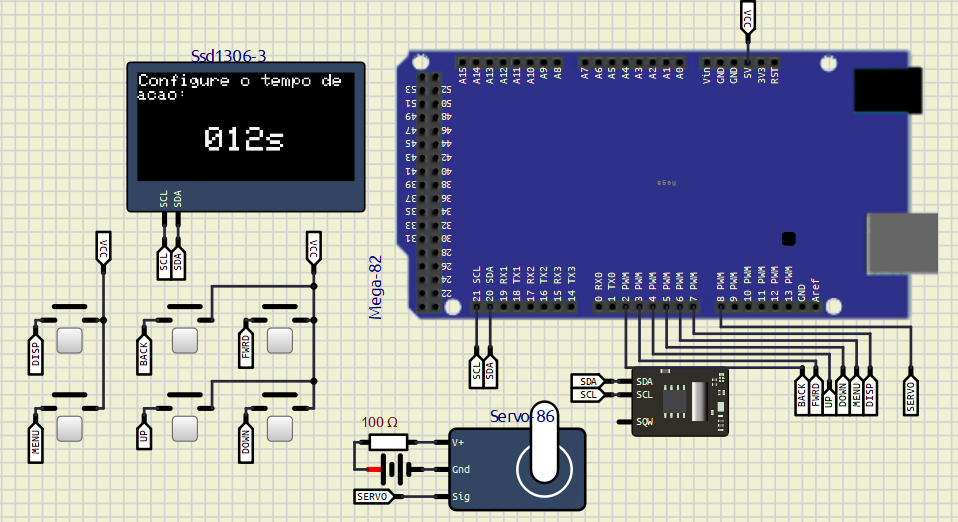 VCC
Ssd1306-3
Configure o tempo de
acao:
012s
SCL
SDA
SCL
SDA
VCC
VCC
DISP
BACK
FWRD
MENU
UP
DOWN
Mega-82
A15
A14
A13
A12
A11
A10
A9
A8
A7
A6
A5
A4
A3
A2
A1
A0
Vin
GND
GND
5V
3V3
RST
53
52
51
50
49
48
47
46
45
44
43
42
41
40
39
38
37
36
35
34
33
32
31
30
28
26
24
22
Mega
21 SCL
20 SDA
19 RX1
18 TX1
17 RX2
16 TX2
15 RX3
14 TX3
0 RX0
1 TX0
2 PWM
3 PWM
4 PWM
5 PWM
6 PWM
7 PWM
8 PWM
9 PWM
10 PWM
11 PWM
12 PWM
13 PWM
GND
Aref
SCL
SDA
SDA
SCL
SDA
SCL
SQW
BACK
FWRD
UP
DOWN
MENU
DISP
SERVO
100 Ω
Servo-86
V+
Gnd
Sig
SERVO